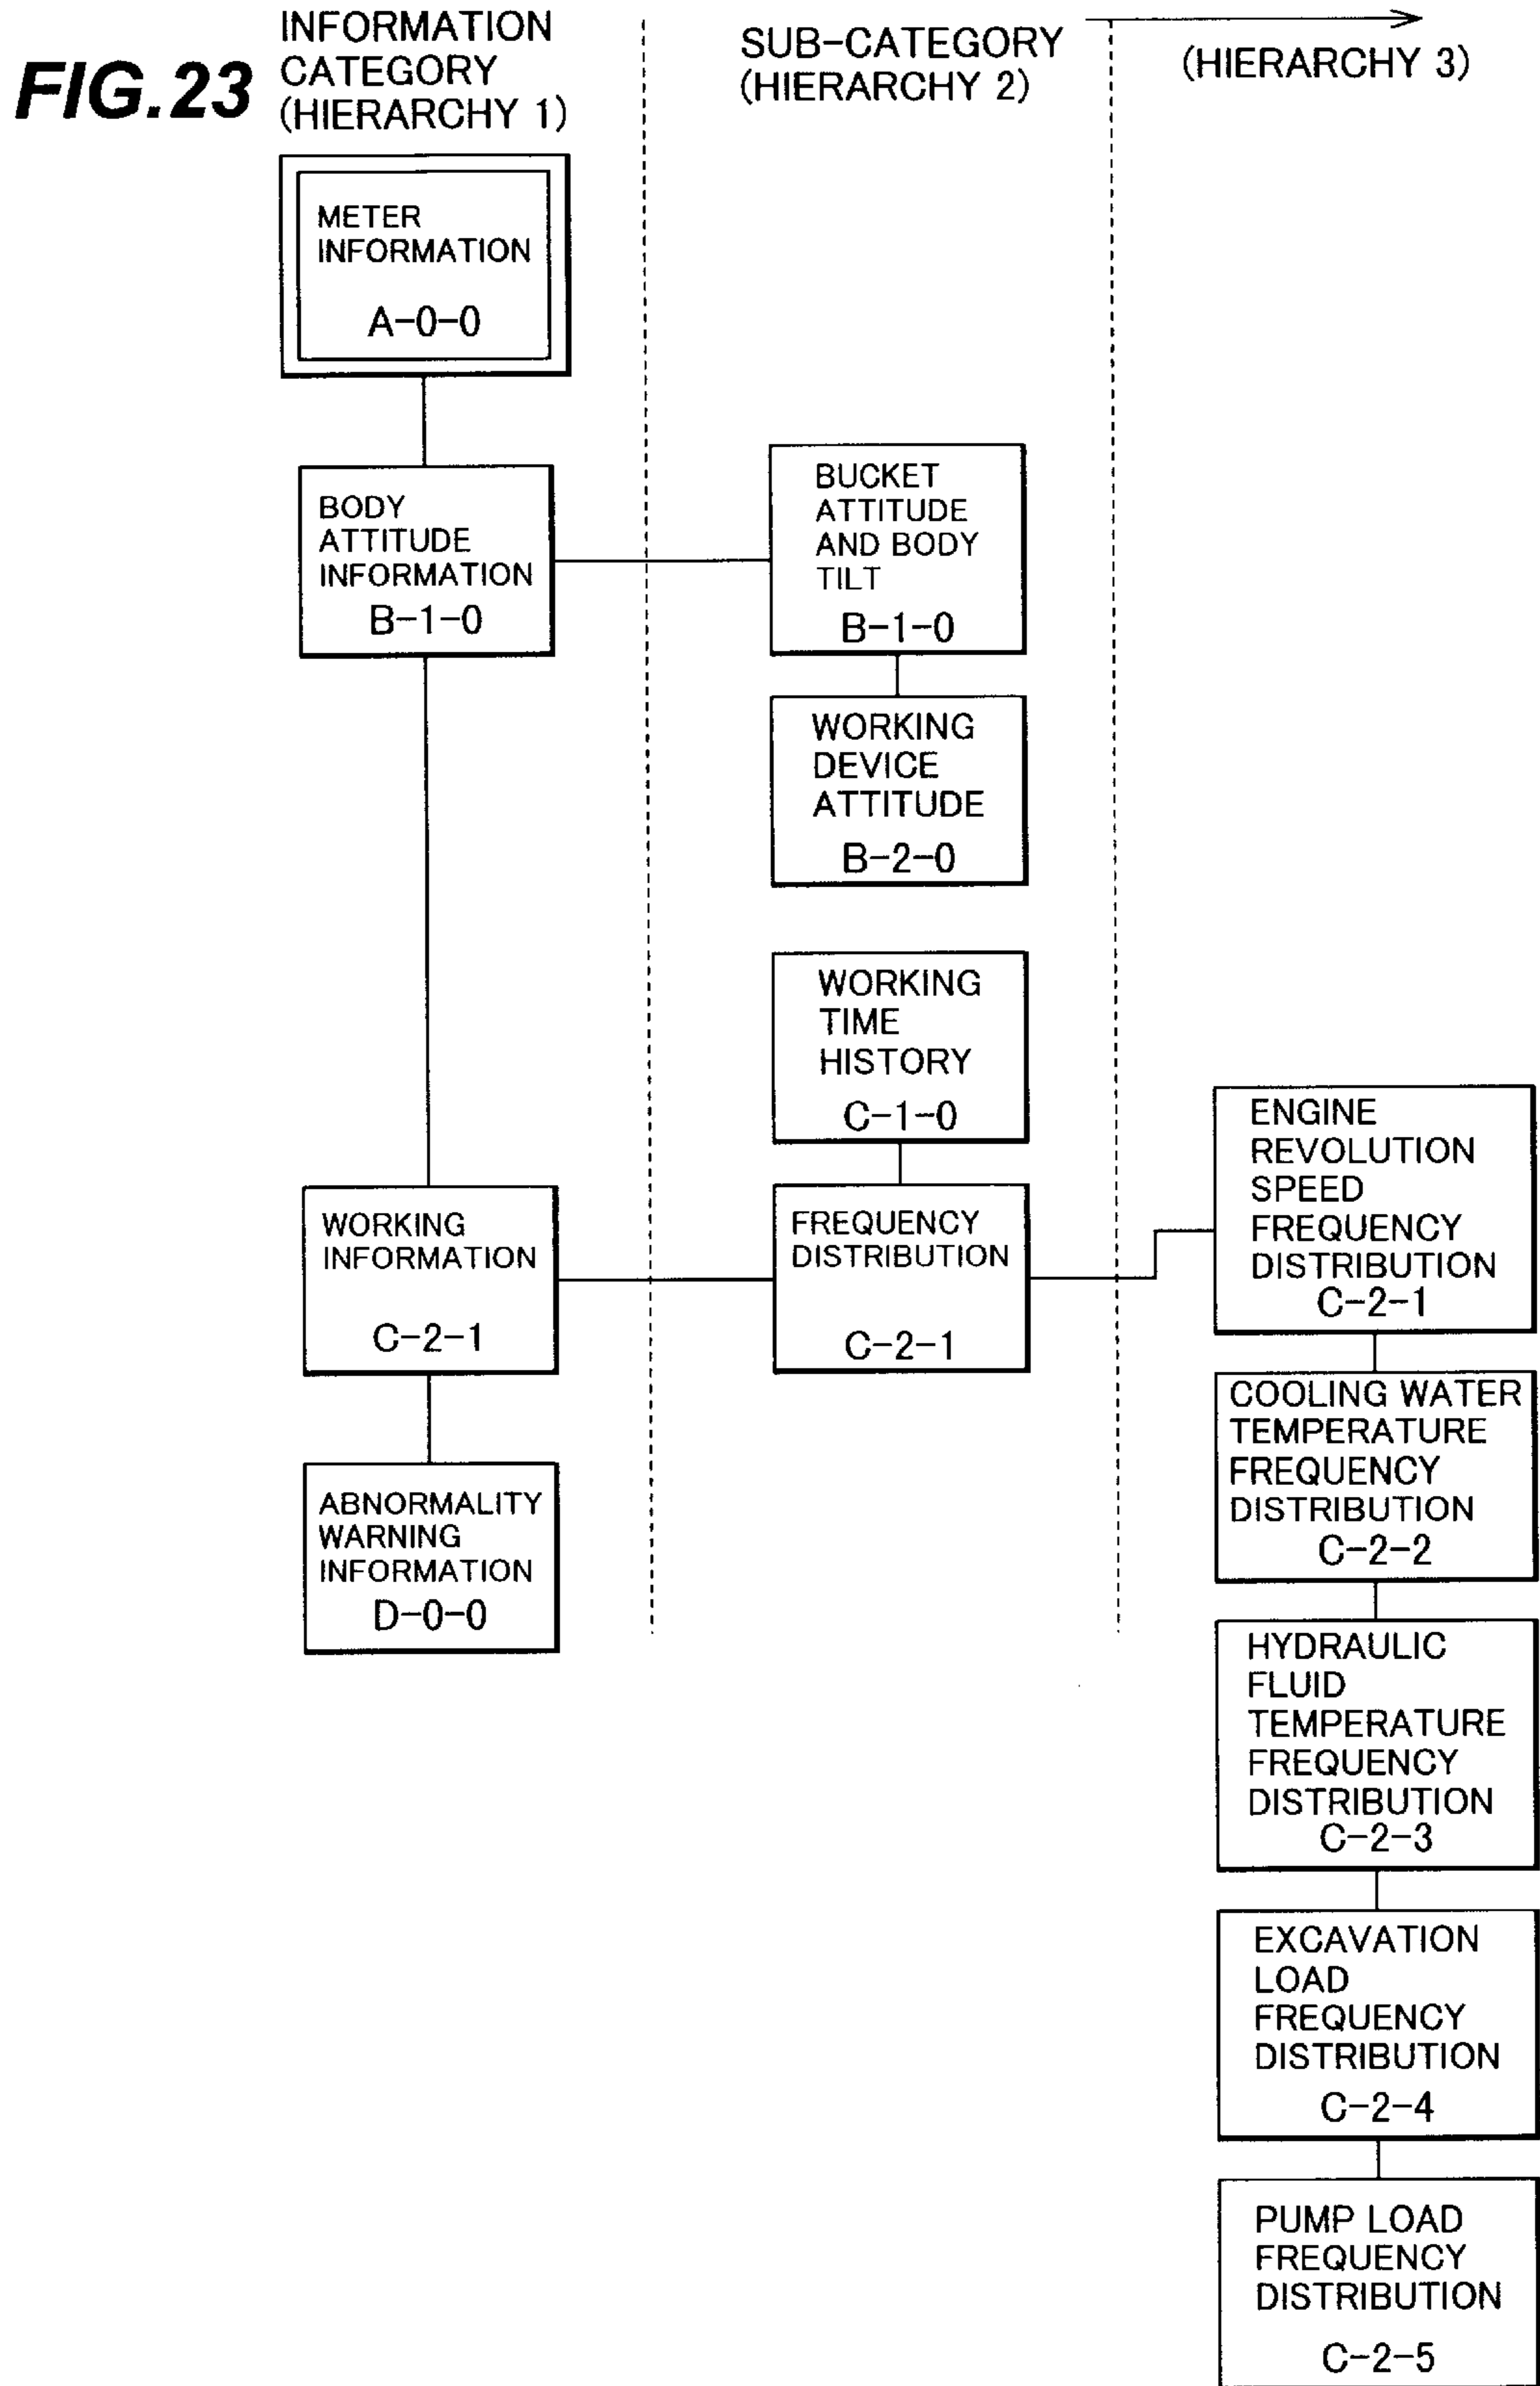 FIG.23
INFORMATION
CATEGORY
(HIERARCHY 1)
SUB-CATEGORY
(HIERARCHY 2)
(HIERARCHY 3)
METER
INFORMATION
A-0-0
BODY
ATTITUDE
INFORMATION
B-1-0
BUCKET
ATTITUDE
AND BODY
TILT
B-1-0
WORKING
DEVICE
ATTITUDE
B-2-0
WORKING
TIME
HISTORY
C-1-0
WORKING
INFORMATION
C-2-1
FREQUENCY
DISTRIBUTION
C-2-1
ENGINE
REVOLUTION
SPEED
FREQUENCY
DISTRIBUTION
C-2-1
COOLING WATER
TEMPERATURE
FREQUENCY
DISTRIBUTION
C-2-2
ABNORMALITY
WARNING
INFORMATION
D-0-0
HYDRAULIC
FLUID
TEMPERATURE
FREQUENCY
DISTRIBUTION
C-2-3
EXCAVATION
LOAD
FREQUENCY
DISTRIBUTION
C-2-4
PUMP LOAD
FREQUENCY
DISTRIBUTION
C-2-5